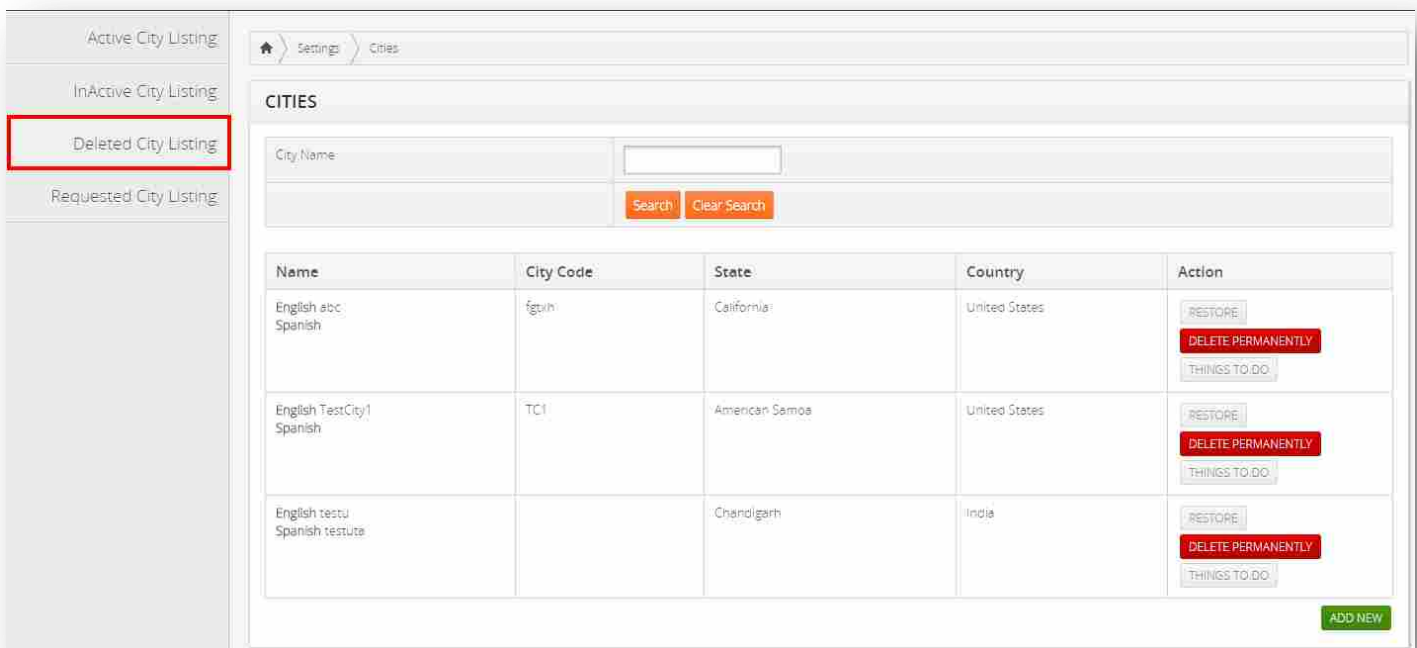 Active City Listing
InActive City Listing
Deleted City Listing
Requested City Listing
Settings Cities
CITIES
City Name
Search Clear Search
Name City Code State Country Action
English abc California United States RESTORE
Spanish
DELETE PERMANENTLY
THINGS TO DO
English TestCity1 TC1 American Samoa United States RESTORE
Spanish
DELETE PERMANENTLY
THINGS TO DO
English testu Chandigarh India RESTORE
Spanish testuta
DELETE PERMANENTLY
THINGS TO DO
ADD NEW